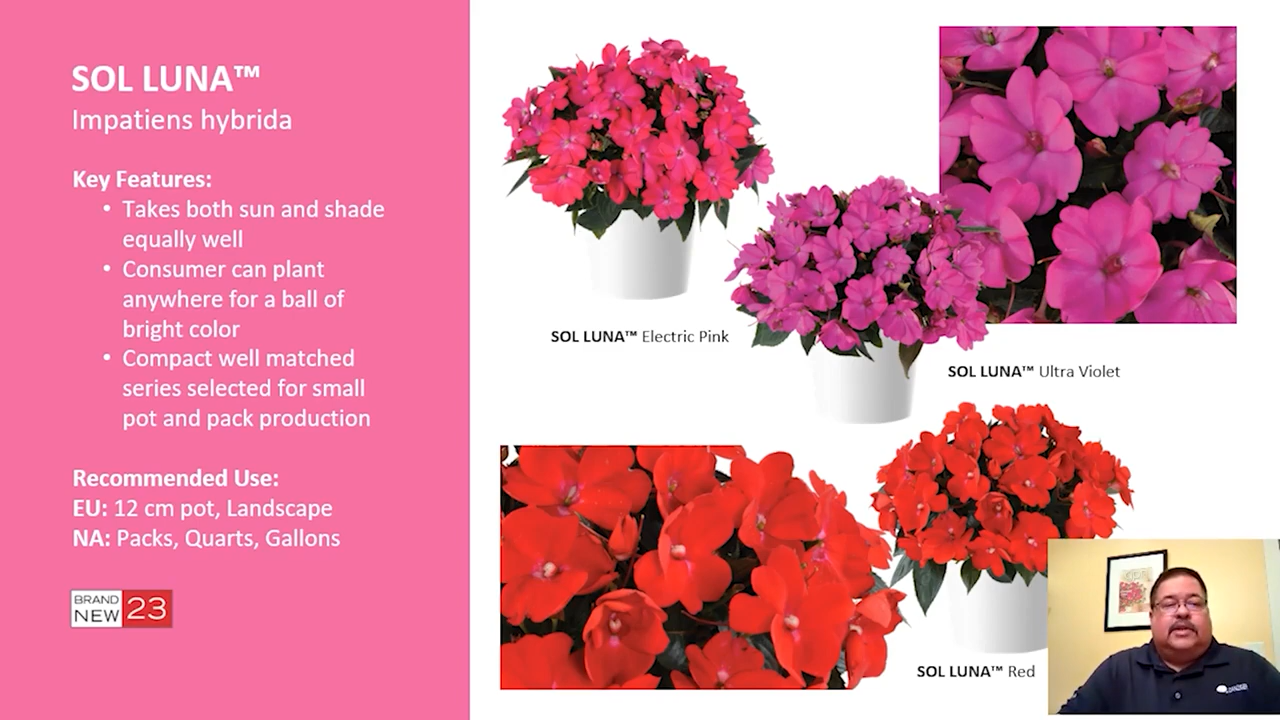 SOL LUNA™
Impatiens hybrida
Key Features:
• Takes both sun and shade
equally well
• Consumer can plant
anywhere for a ball of
bright color
• Compact well matched
series selected for small
pot and pack production
Recommended Use:
EU: 12 cm pot, Landscape
NA: Packs, Quarts, Gallons
BRAND
NEW 23
SOL LUNA™ Electric Pink
SOL LUNA™ Ultra Violet
SOL LUNA™ Red